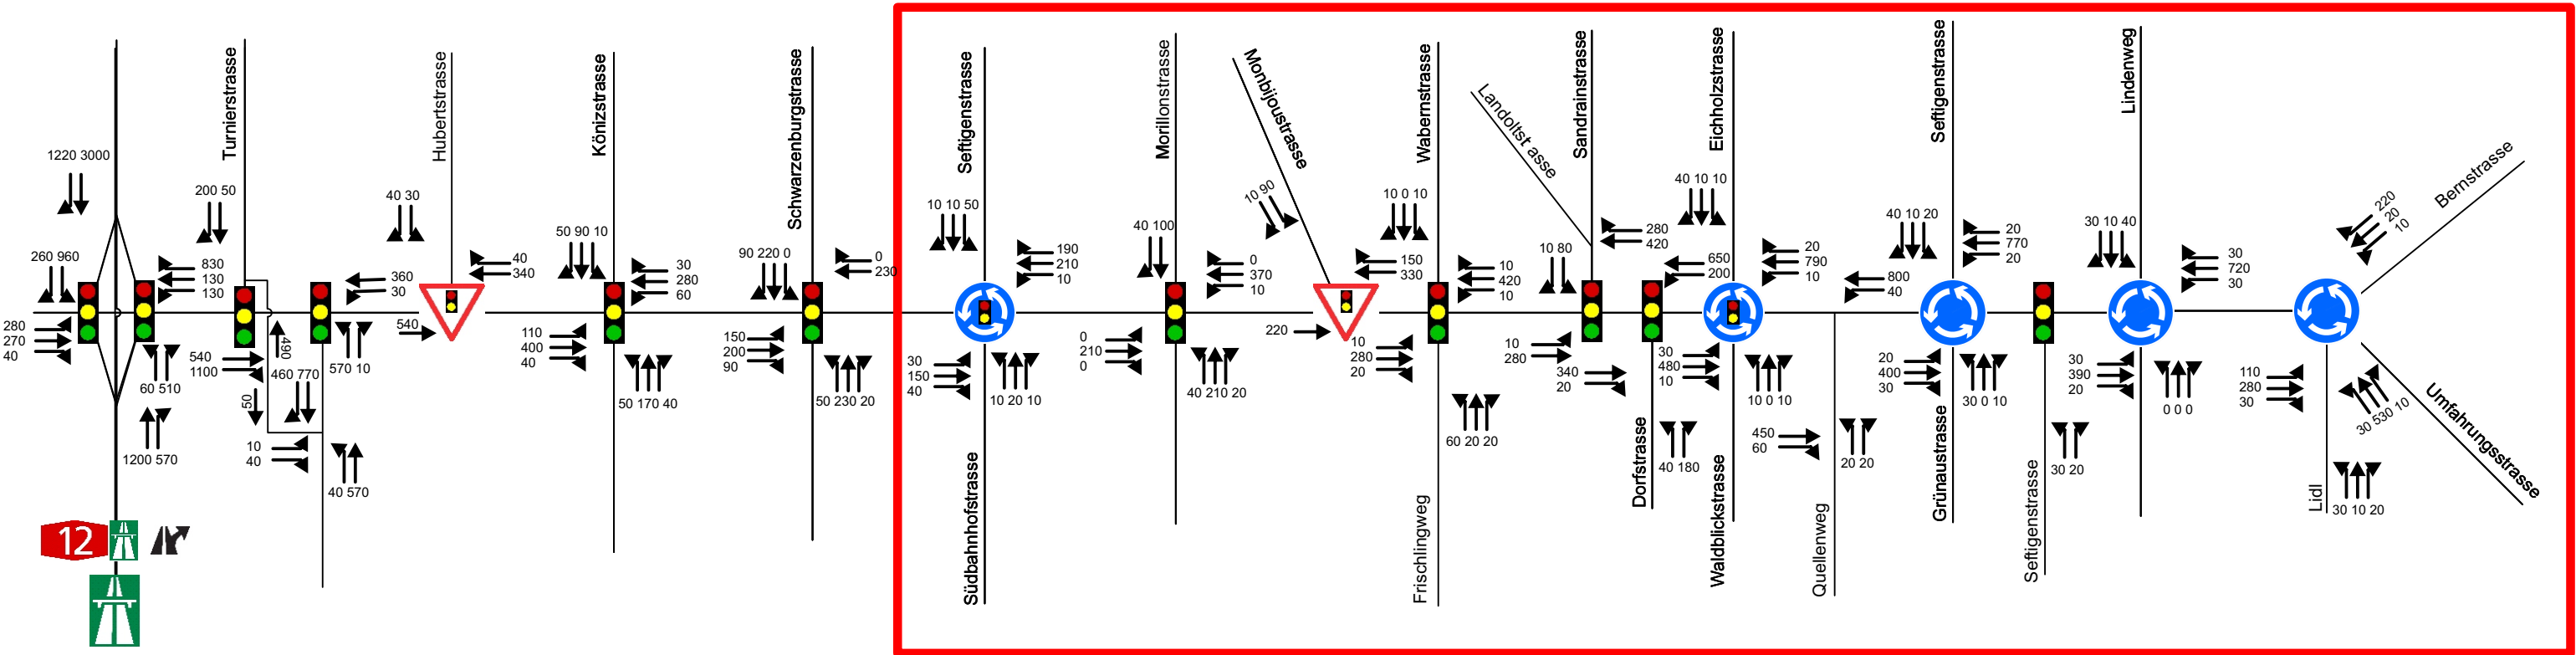 Turnierstrasse
Hubertstrasse
Könizstrasse
Schwarzenburgstrasse
Seftigenstrasse
Morillonstrasse
Monbijoustrasse
Wabernstrasse
Landoltst asse
Sandrainstrasse
Eichholzstrasse
Seftigenstrasse
Lindenweg
Bernstrasse
1220 3000
260 960
280
270
40
830
130
130
60 510
1200 570
12
200 50
540
1100
490
50
460 770
10
40
40 570
360
30
570 10
40 30
40
340
540
50 90 10
30
280
60
110
400
40
50 170 40
90 220 0
0
230
150
200
90
50 230 20
10 10 50
190
210
10
30
150
40
10 20 10
Südbahnhofstrasse
40 100
0
370
10
0
210
0
40 210 20
10 90
150
330
220
10 0 10
10
420
10
10
280
20
60 20 20
Frischlingweg
10 80
280
420
10
280
340
20
650
200
40 180
Dorfstrasse
40 10 10
20
790
10
30
480
10
10 0 10
Waldblickstrasse
800
40
450
60
20 20
Quellenweg
40 10 20
20
770
20
20
400
30
30 0 10
Grünaustrasse
30 20
Seftigenstrasse
30 10 40
30
720
30
30
390
20
0 0 0
220
20
10
110
280
30
30 530 10
Umfahrungsstrasse
30 10 20
Lidl